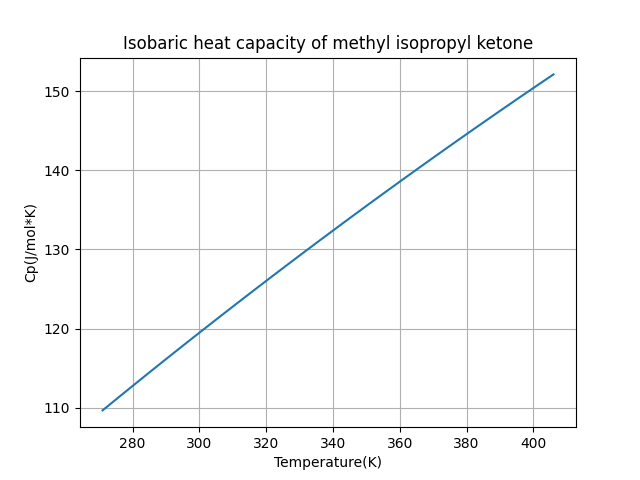 Isobaric heat capacity of methyl isopropyl ketone
150
140
130
120
110
Cp(J/mol*K)
280 300 320 340 360 380 400
Temperature(K)